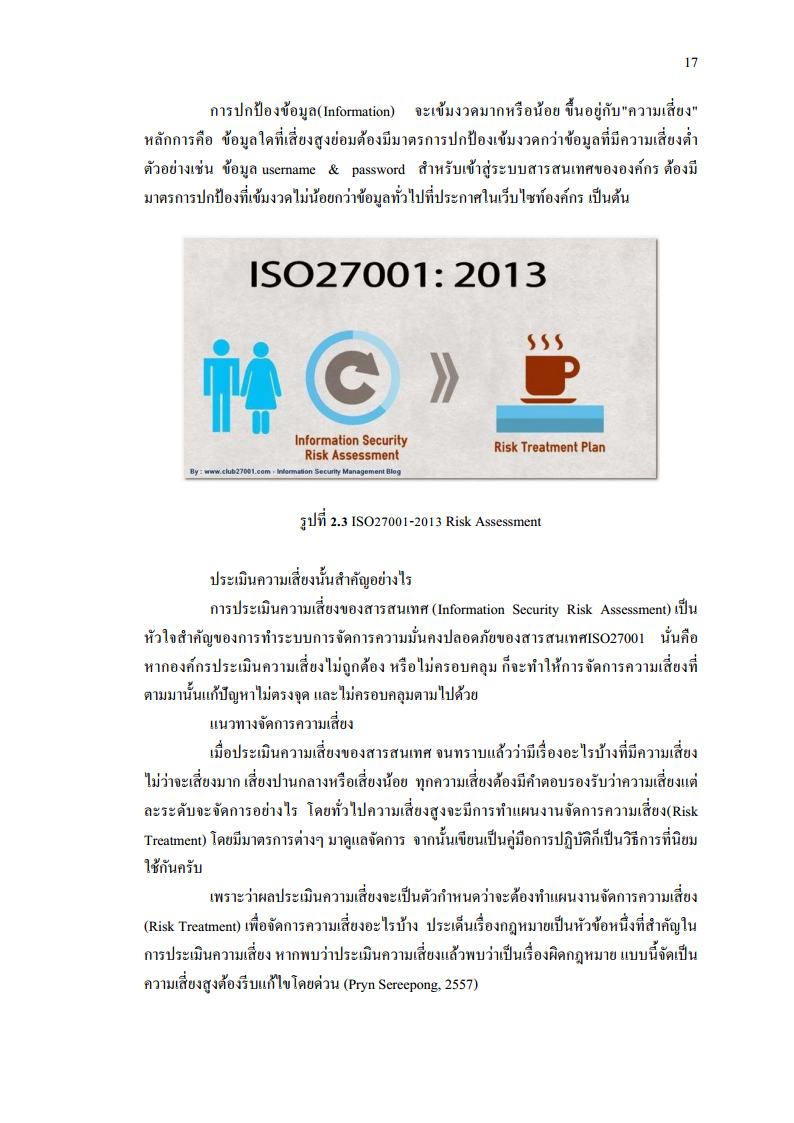 17
การปกป้องข้อมูล(Information) จะเข้มงวดมากหรือน้อย ขึ้นอยู่กับ"ความเสี่ยง"
หลักการคือ ข้อมูลใดที่เสี่ยงสูงย่อมต้องมีมาตรการปกป้องเข้มงวดกว่าข้อมูลที่มีความเสี่ยงต่ำ
ตัวอย่างเช่น ข้อมูล username & password สำหรับเข้าสู่ระบบสารสนเทศขององค์กร ต้องมี
มาตรการปกป้องที่เข้มงวดไม่น้อยกว่าข้อมูลทั่วไปที่ประกาศในเว็บไซท์องค์กร เป็นต้น
ISO27001: 2013
Information Security
Risk Assessment
Risk Treatment Plan
By : www.club27001.com - Information Security Management Blog
รูปที่ 2.3 ISO27001-2013 Risk Assessment
ประเมินความเสี่ยงนั้นสำคัญอย่างไร
การประเมินความเสี่ยงของสารสนเทศ (Information Security Risk Assessment) เป็น
หัวใจสำคัญของการทำระบบการจัดการความมั่นคงปลอดภัยของสารสนเทศISO27001 นั่นคือ
หากองค์กรประเมินความเสี่ยงไม่ถูกต้อง หรือไม่ครอบคลุม ก็จะทำให้การจัดการความเสี่ยงที่
ตามมานั้นแก้ปัญหาไม่ตรงจุด และไม่ครอบคลุมตามไปด้วย
แนวทางจัดการความเสี่ยง
เมื่อประเมินความเสี่ยงของสารสนเทศ จนทราบแล้วว่ามีเรื่องอะไรบ้างที่มีความเสี่ยง
ไม่ว่าจะเสี่ยงมาก เสี่ยงปานกลางหรือเสี่ยงน้อย ทุกความเสี่ยงต้องมีคำตอบรองรับว่าความเสี่ยงแต่
ละระดับจะจัดการอย่างไร โดยทั่วไปความเสี่ยงสูงจะมีการทำแผนงานจัดการความเสี่ยง(Risk
Treatment) โดยมีมาตรการต่างๆ มาดูแลจัดการ จากนั้นเขียนเป็นคู่มือการปฏิบัติก็เป็นวิธีการที่นิยม
ใช้กันครับ
เพราะว่าผลประเมินความเสี่ยงจะเป็นตัวกำหนดว่าจะต้องทำแผนงานจัดการความเสี่ยง
(Risk Treatment) เพื่อจัดการความเสี่ยงอะไรบ้าง ประเด็นเรื่องกฎหมายเป็นหัวข้อหนึ่งที่สำคัญใน
การประเมินความเสี่ยง หากพบว่าประเมินความเสี่ยงแล้วพบว่าเป็นเรื่องผิดกฎหมาย แบบนี้จัดเป็น
ความเสี่ยงสูงต้องรีบแก้ไขโดยด่วน (Pryn Sereepong, 2557)